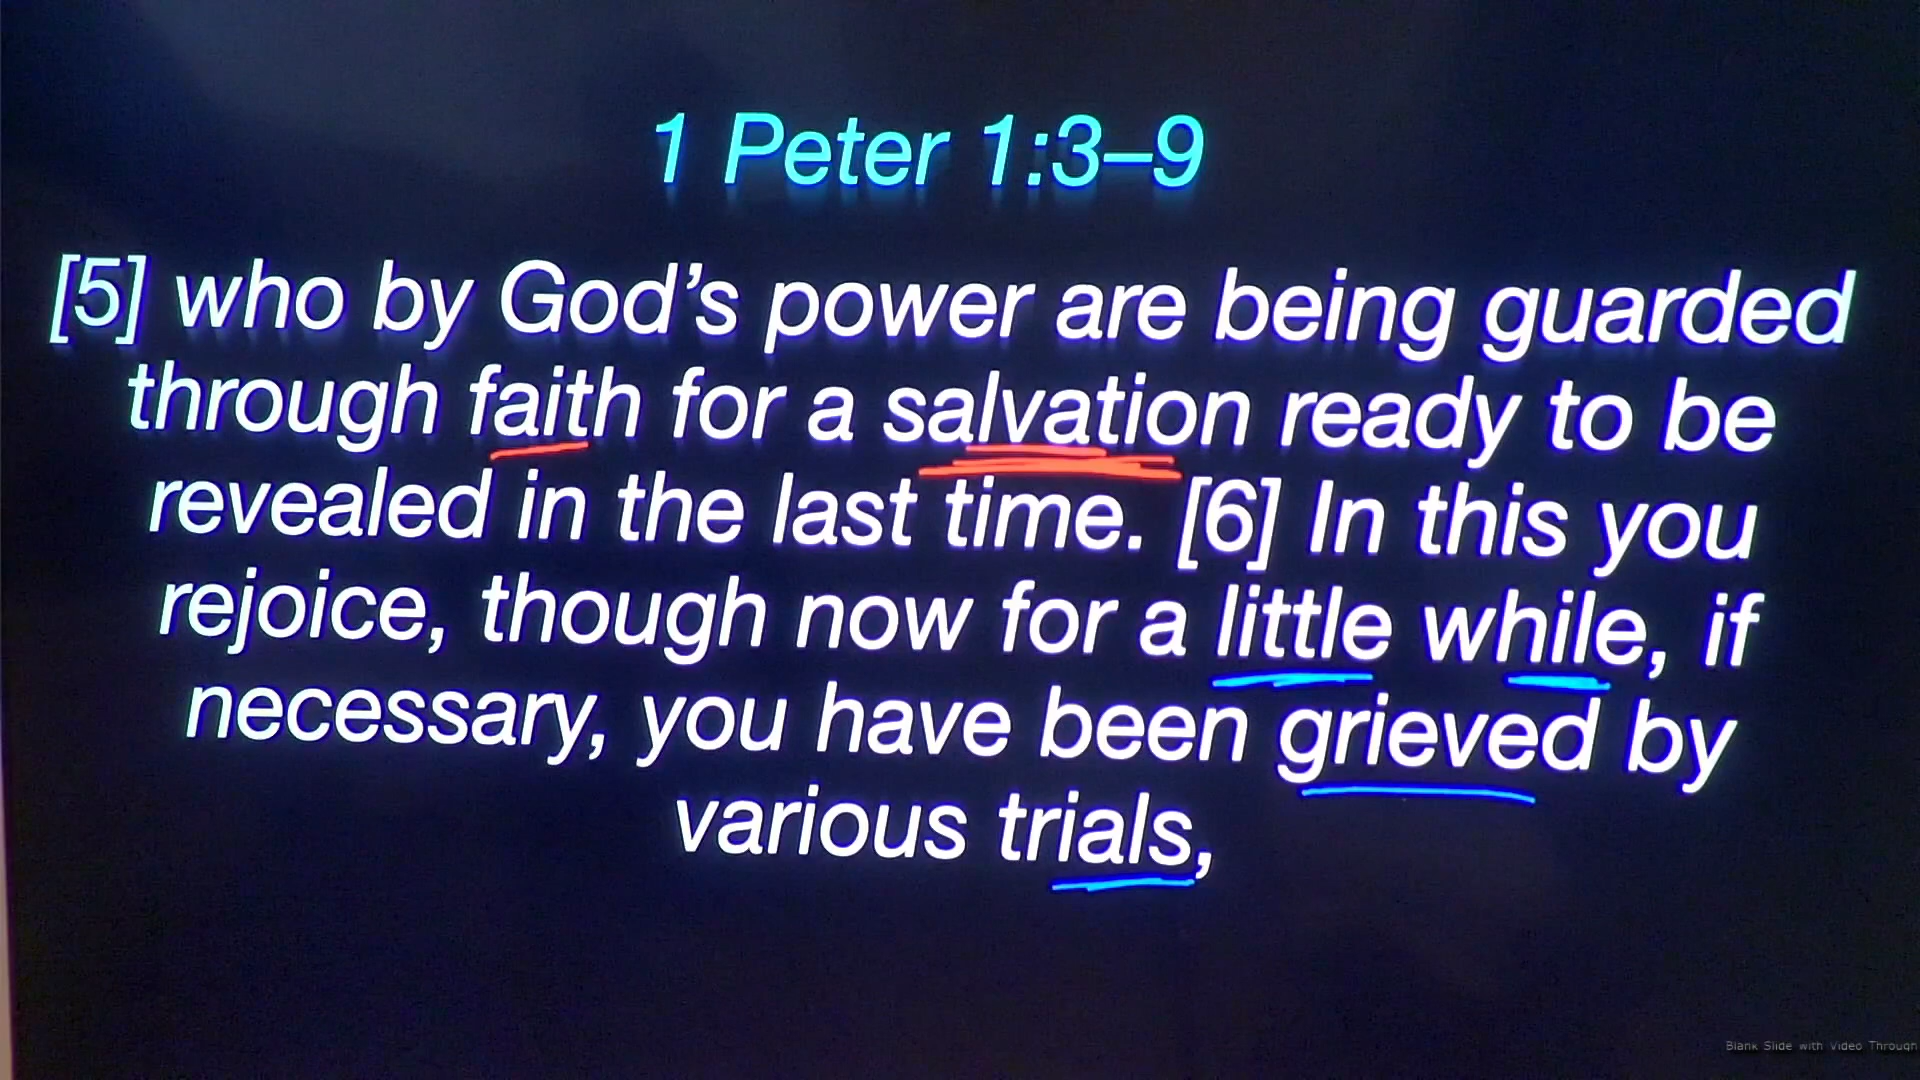 1 Peter 1:3–9
[5] who by God’s power are being guarded
through faith for a salvation ready to be
revealed in the last time. [6] In this you
rejoice, though now for a little while, if
necessary, you have been grieved by
various trials,
Blank Slide with Video Through